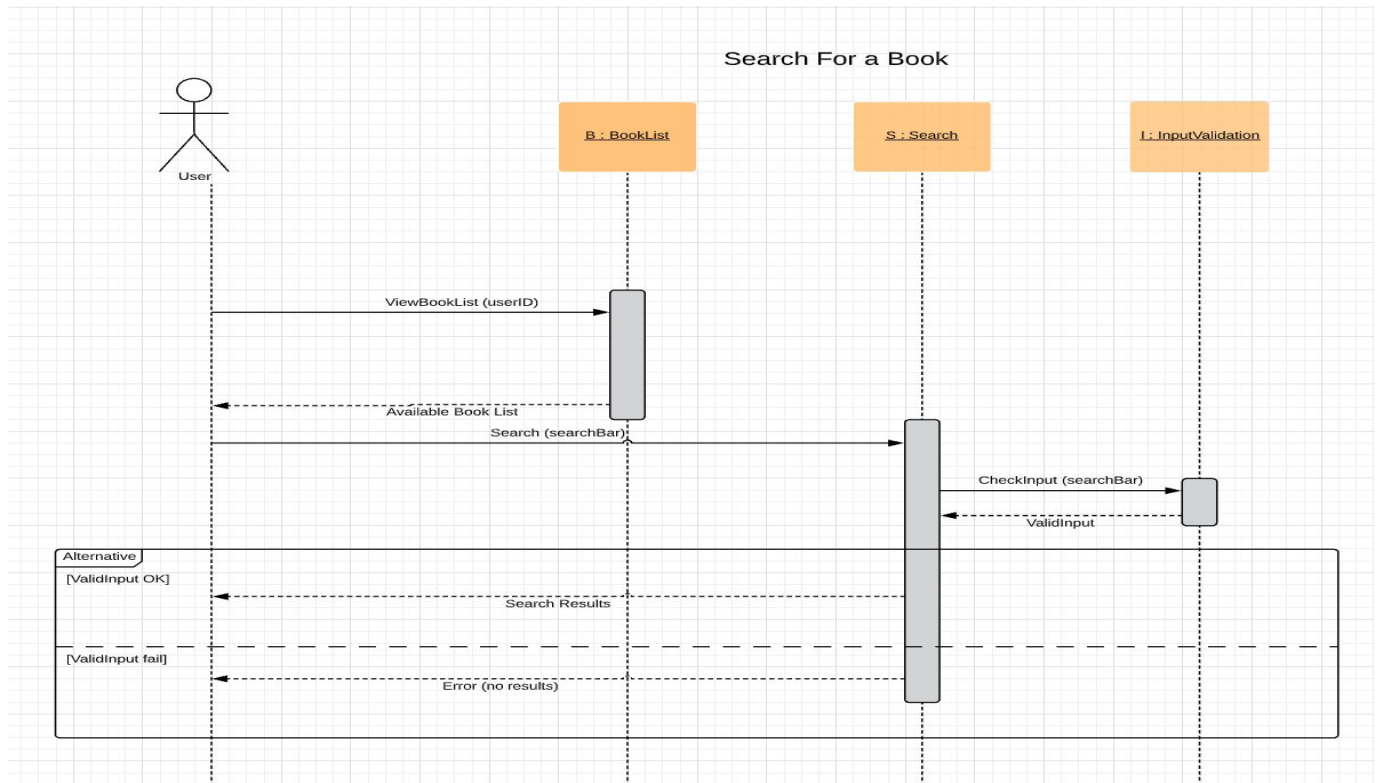 Search For a Book
User
B : BookList
S : Search
I : InputValidation
ViewBookList (userID)
Available Book List
Search (searchBar)
CheckInput (searchBar)
ValidInput
Alternative
[ValidInput OK]
Search Results
[ValidInput fail]
Error (no results)